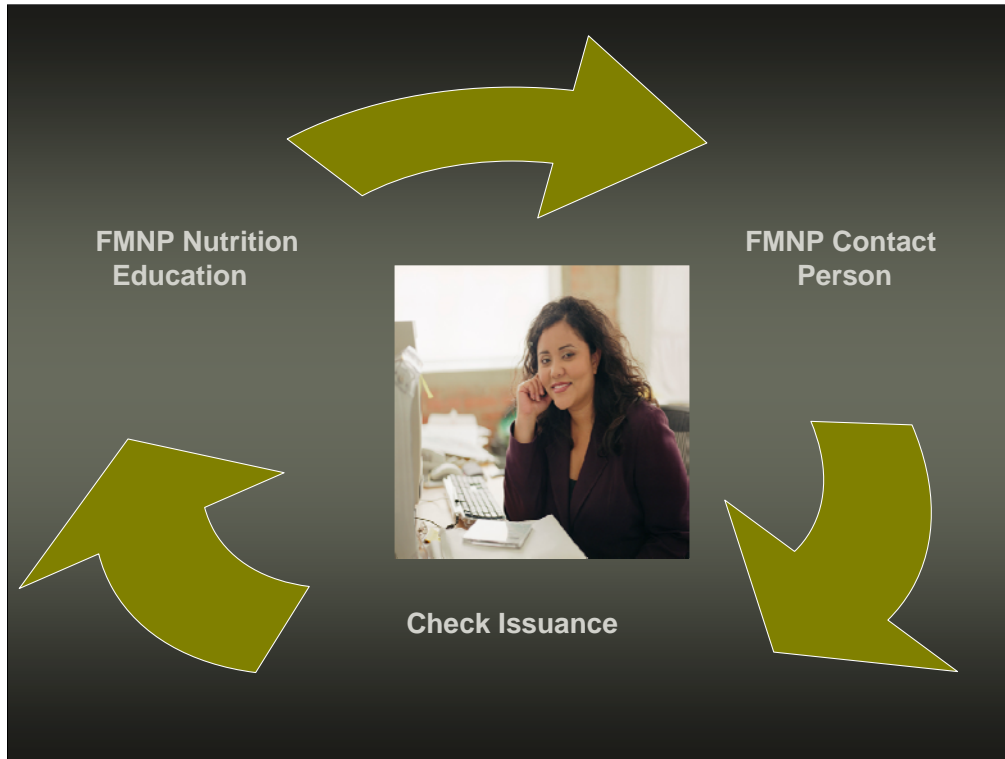 FMNP Nutrition
Education
FMNP Contact
Person
Check Issuance